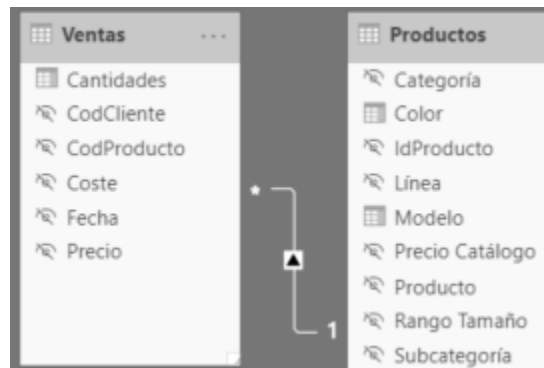 Ventas ...
Cantidades
CodCliente
CodProducto
Coste
Fecha
Precio
*
1
Productos
Categoría
Color
IdProducto
Línea
Modelo
Precio Catálogo
Producto
Rango Tamaño
Subcategoría